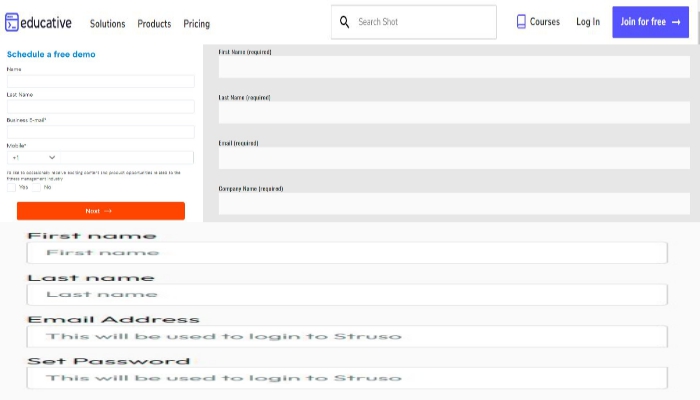 educative Solutions Products Pricing Search Shot Courses Log In Join for free →
Schedule a free demo
Name
Last Name
Business E-mail*
Mobile*
+1
I'd like to occasionally receive exciting content and product opportunities related to the
fitness management industry
Yes No
Next →
First Name (required)
Last Name (required)
Email (required)
Company Name (required)
First name
First name
Last name
Last name
Email Address
This will be used to login to Struso
Set Password
This will be used to login to Struso